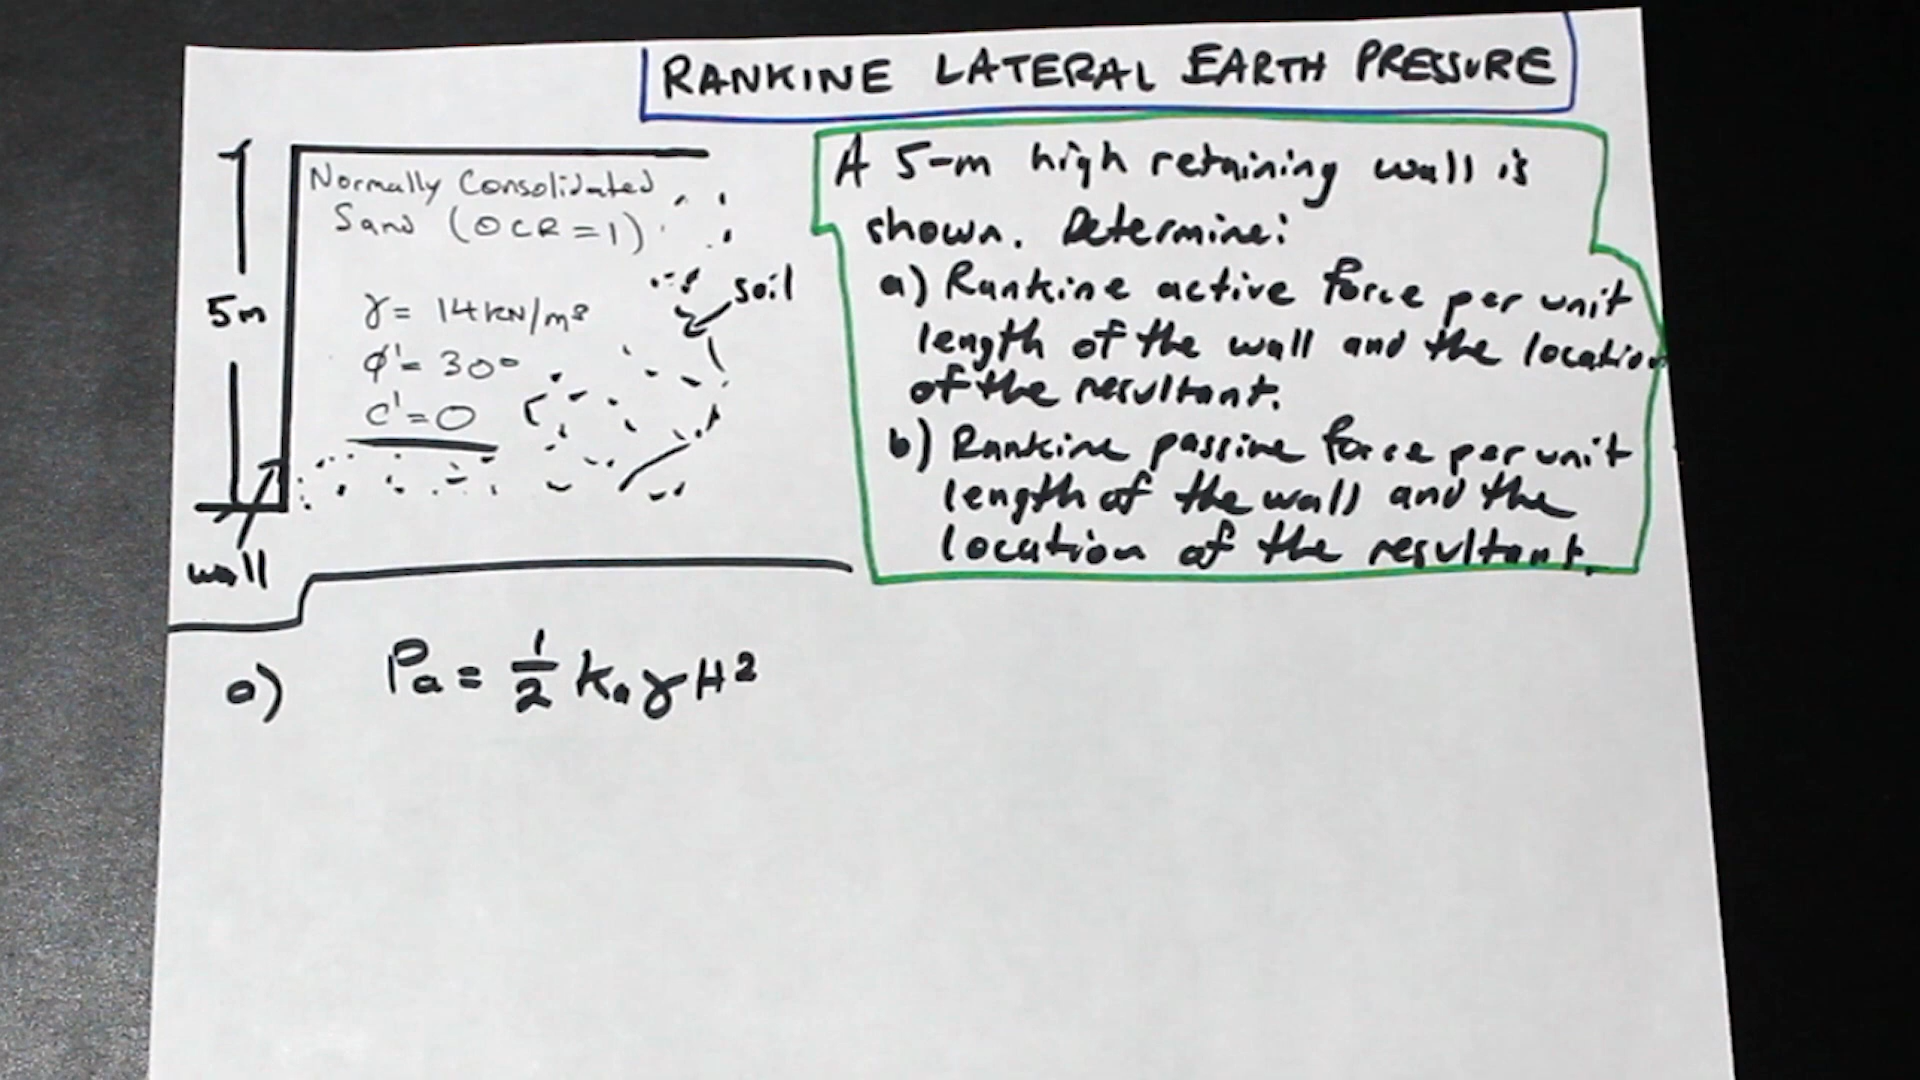 RANKINE LATERAL EARTH PRESSURE
Normally Consolidated
Sand (OCR=1)
γ = 14 kN/m³
ϕ' = 30°
c' = 0
5m
soil
wall
A 5-m high retaining wall is
shown. Determine:
a) Rankine active force per unit
length of the wall and the location
of the resultant.
b) Rankine passive force per unit
length of the wall and the
location of the resultant.
a) Pa = 1/2 Ka γ H²